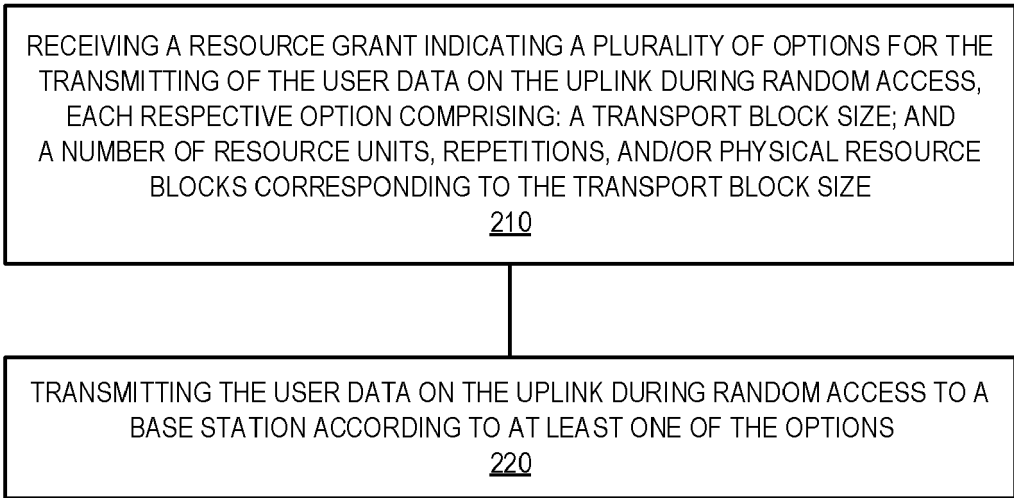 RECEIVING A RESOURCE GRANT INDICATING A PLURALITY OF OPTIONS FOR THE
TRANSMITTING OF THE USER DATA ON THE UPLINK DURING RANDOM ACCESS,
EACH RESPECTIVE OPTION COMPRISING: A TRANSPORT BLOCK SIZE; AND
A NUMBER OF RESOURCE UNITS, REPETITIONS, AND/OR PHYSICAL RESOURCE
BLOCKS CORRESPONDING TO THE TRANSPORT BLOCK SIZE
210
TRANSMITTING THE USER DATA ON THE UPLINK DURING RANDOM ACCESS TO A
BASE STATION ACCORDING TO AT LEAST ONE OF THE OPTIONS
220